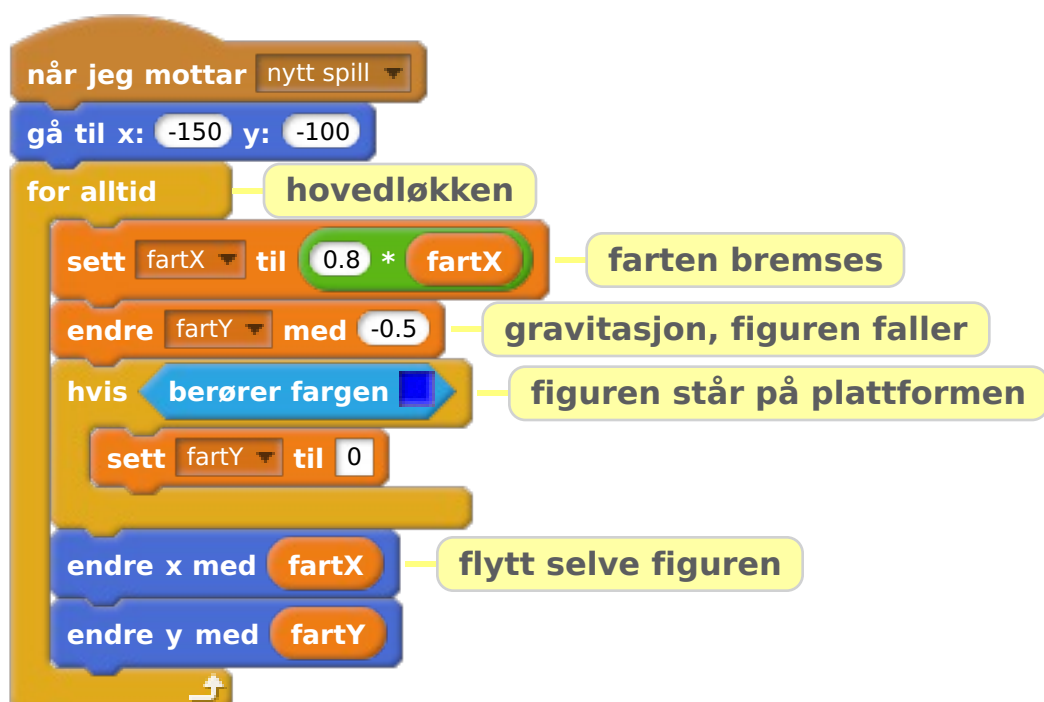 når jeg mottar nytt spill
gå til x: -150 y: -100
for alltid hovedløkken
sett fartX til 0.8 * fartX farten bremses
endre fartY med -0.5 gravitasjon, figuren faller
hvis berører fargen figuren står på plattformen
sett fartY til 0
endre x med fartX flytt selve figuren
endre y med fartY